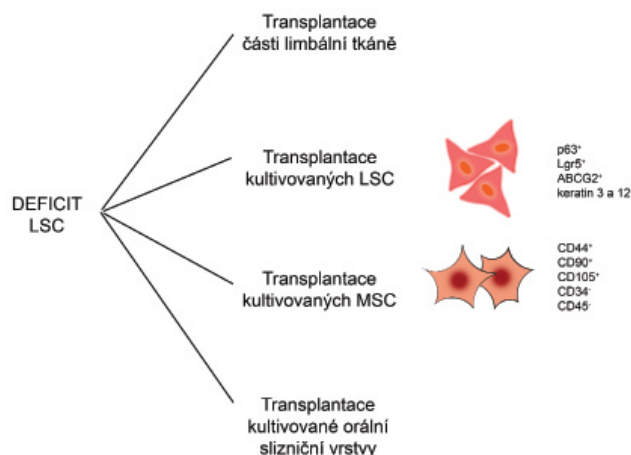 Transplantace
části limbální tkáně
Transplantace
kultivovaných LSC
p63⁺
Lgr5⁺
ABCG2⁺
keratin 3 a 12
DEFICIT
LSC
Transplantace
kultivovaných MSC
CD44⁺
CD90⁺
CD105⁺
CD34⁻
CD45⁻
Transplantace
kultivované orální
slizniční vrstvy